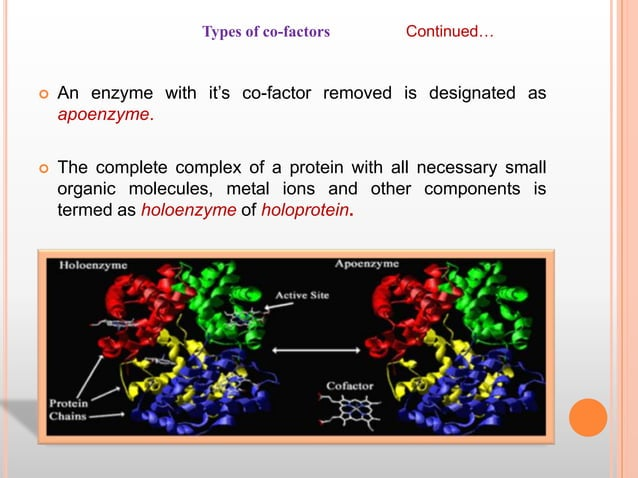 Types of co-factors Continued…
An enzyme with it’s co-factor removed is designated as
apoenzyme.
The complete complex of a protein with all necessary small
organic molecules, metal ions and other components is
termed as holoenzyme of holoprotein.
Holoenzyme
Apoenzyme
Active Site
Cofactor
Protein
Chains